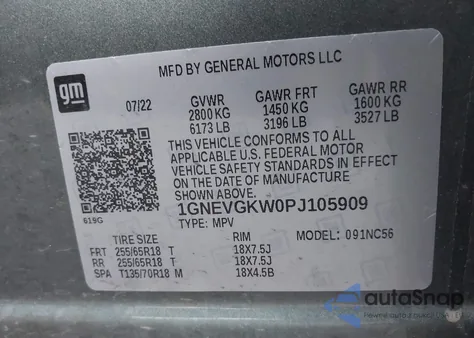 MFD BY GENERAL MOTORS LLC
gm
07/22 GVWR GAWR FRT GAWR RR
2800 KG 1450 KG 1600 KG
6173 LB 3196 LB 3527 LB
THIS VEHICLE CONFORMS TO ALL
APPLICABLE U.S. FEDERAL MOTOR
VEHICLE SAFETY STANDARDS IN EFFECT
ON THE DATE OF MANUFACTURE
SHOWN ABOVE.
619G
1GNEVGKW0PJ105909
TYPE: MPV
TIRE SIZE RIM MODEL: 091NC56
FRT 255/65R18 T 18X7.5J
RR 255/65R18 T 18X7.5J
SPA T135/70R18 M 18X4.5B
autoSnap